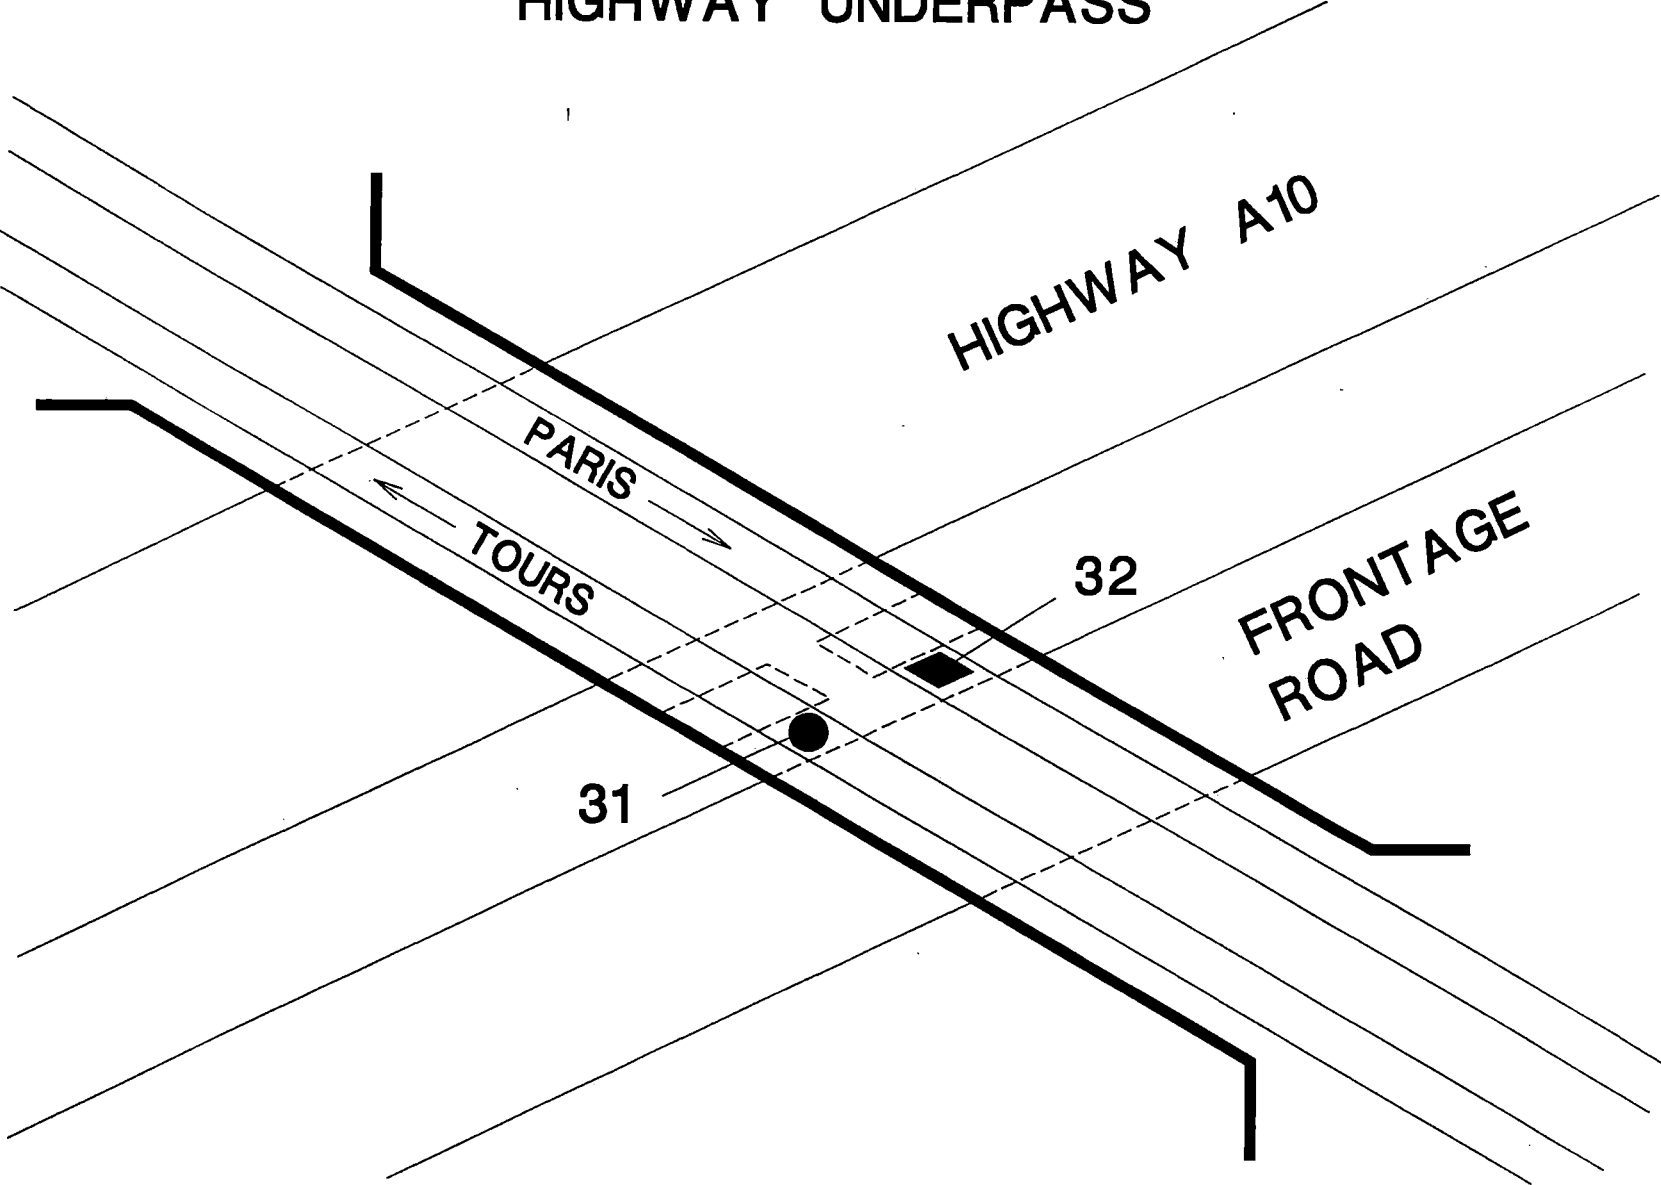 HIGHWAY UNDERPASS
HIGHWAY A10
PARIS
TOURS
32
FRONTAGE
ROAD
31